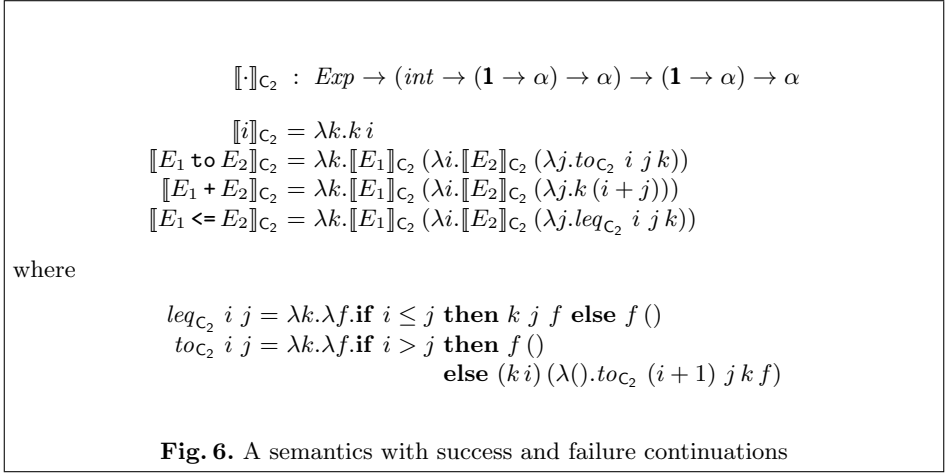 ⟦·⟧C₂ : Exp → (int → (𝟏 → α) → α) → (𝟏 → α) → α
⟦i⟧C₂ = λk.k i
⟦E₁ to E₂⟧C₂ = λk.⟦E₁⟧C₂ (λi.⟦E₂⟧C₂ (λj.toC₂ i j k))
⟦E₁ + E₂⟧C₂ = λk.⟦E₁⟧C₂ (λi.⟦E₂⟧C₂ (λj.k (i + j)))
⟦E₁ <= E₂⟧C₂ = λk.⟦E₁⟧C₂ (λi.⟦E₂⟧C₂ (λj.leqC₂ i j k))
where
leqC₂ i j = λk.λf.if i ≤ j then k j f else f ()
toC₂ i j = λk.λf.if i > j then f ()
else (k i) (λ().toC₂ (i + 1) j k f)
Fig. 6. A semantics with success and failure continuations